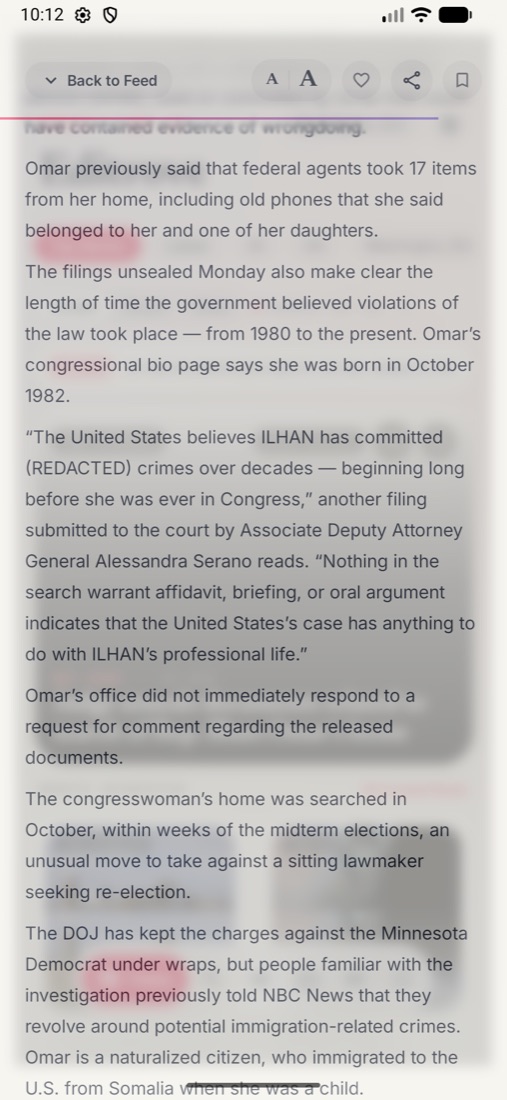 10:12
Back to Feed
A A
have contained evidence of wrongdoing.
Omar previously said that federal agents took 17 items
from her home, including old phones that she said
belonged to her and one of her daughters.
The filings unsealed Monday also make clear the
length of time the government believed violations of
the law took place — from 1980 to the present. Omar’s
congressional bio page says she was born in October
1982.
“The United States believes ILHAN has committed
(REDACTED) crimes over decades — beginning long
before she was ever in Congress,” another filing
submitted to the court by Associate Deputy Attorney
General Alessandra Serano reads. “Nothing in the
search warrant affidavit, briefing, or oral argument
indicates that the United States’s case has anything to
do with ILHAN’s professional life.”
Omar’s office did not immediately respond to a
request for comment regarding the released
documents.
The congresswoman’s home was searched in
October, within weeks of the midterm elections, an
unusual move to take against a sitting lawmaker
seeking re-election.
The DOJ has kept the charges against the Minnesota
Democrat under wraps, but people familiar with the
investigation previously told NBC News that they
revolve around potential immigration-related crimes.
Omar is a naturalized citizen, who immigrated to the
U.S. from Somalia when she was a child.